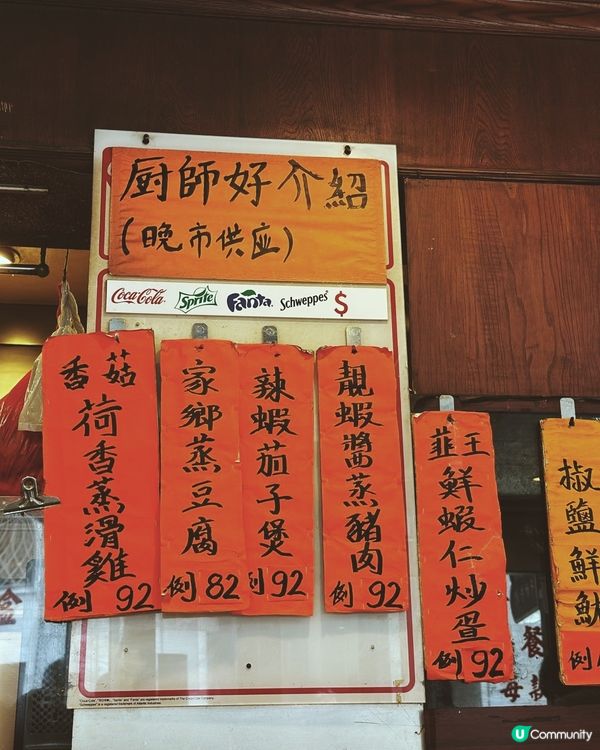 厨師好介紹
(晚市供应)
Coca-Cola Sprite Fanta Schweppes $
香菇
荷香蒸滑雞
例 92
家鄉蒸豆腐
例 82
辣蝦茄子煲
例 92
靚蝦醬蒸豬肉
例 92
韮王
鮮蝦仁炒蛋
例 92
椒鹽鮮魷
例
餐
U Community